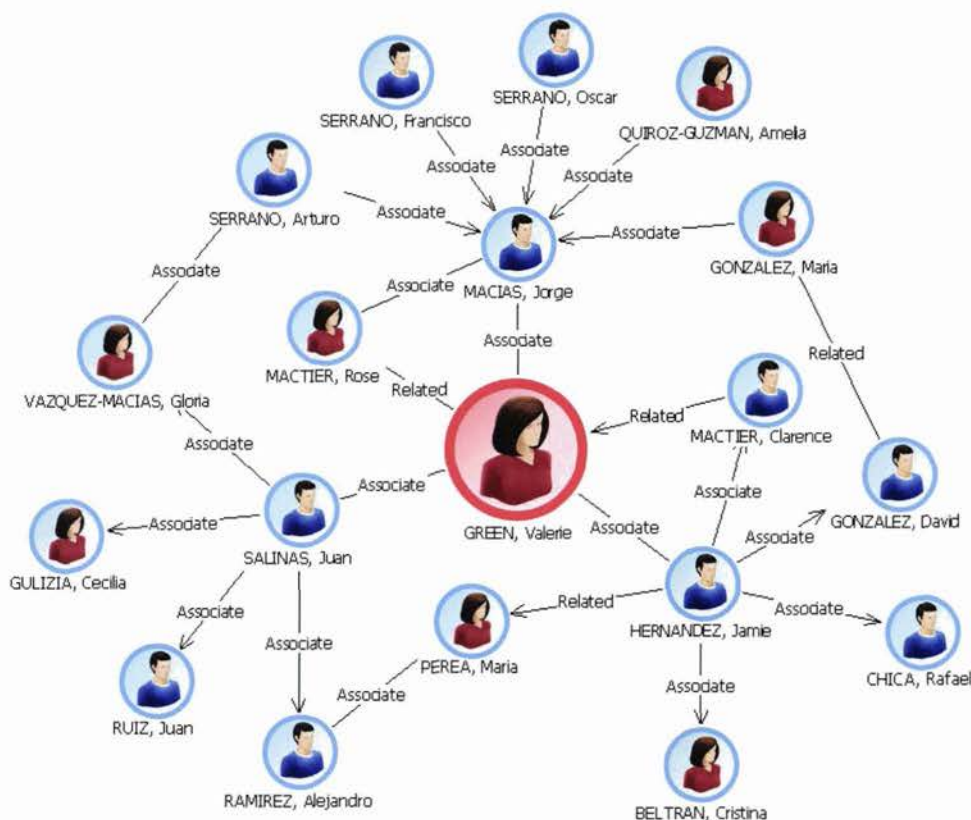 SERRANO, Francisco
SERRANO, Oscar
QUIROZ-GUZMAN, Amelia
Associate
Associate
Associate
SERRANO, Arturo
Associate
Associate
GONZALEZ, Maria
MACIAS, Jorge
Associate
Associate
Associate
Related
VAZQUEZ-MACIAS, Gloria
MACTIER, Rose
Related
Related
MACTIER, Clarence
Associate
Associate
Associate
GONZALEZ, David
Associate
GREEN, Valerie
Associate
Associate
GULIZIA, Cecilia
SALINAS, Juan
Related
Associate
HERNANDEZ, Jamie
Associate
Associate
PEREA, Maria
CHICA, Rafael
Associate
Associate
RUIZ, Juan
RAMIREZ, Alejandro
BELTRAN, Cristina